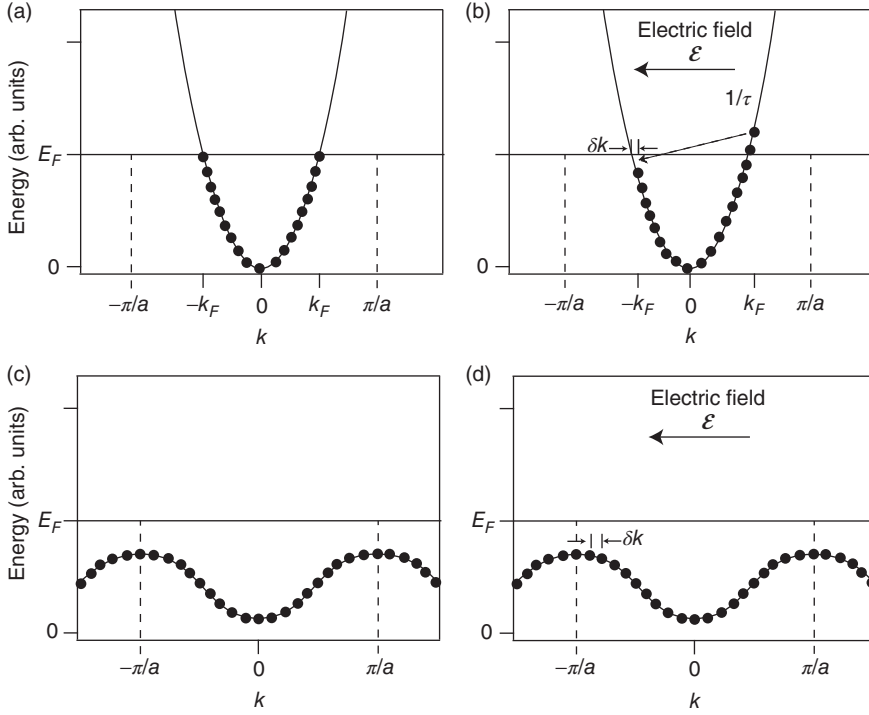 (a)
Energy (arb. units)
E_F
0
−π/a
−k_F
0
k_F
π/a
k
(b)
Electric field
ℰ
1/τ
δk
0
−π/a
−k_F
0
k_F
π/a
k
(c)
Energy (arb. units)
E_F
0
−π/a
0
π/a
k
(d)
Electric field
ℰ
E_F
δk
0
−π/a
0
π/a
k